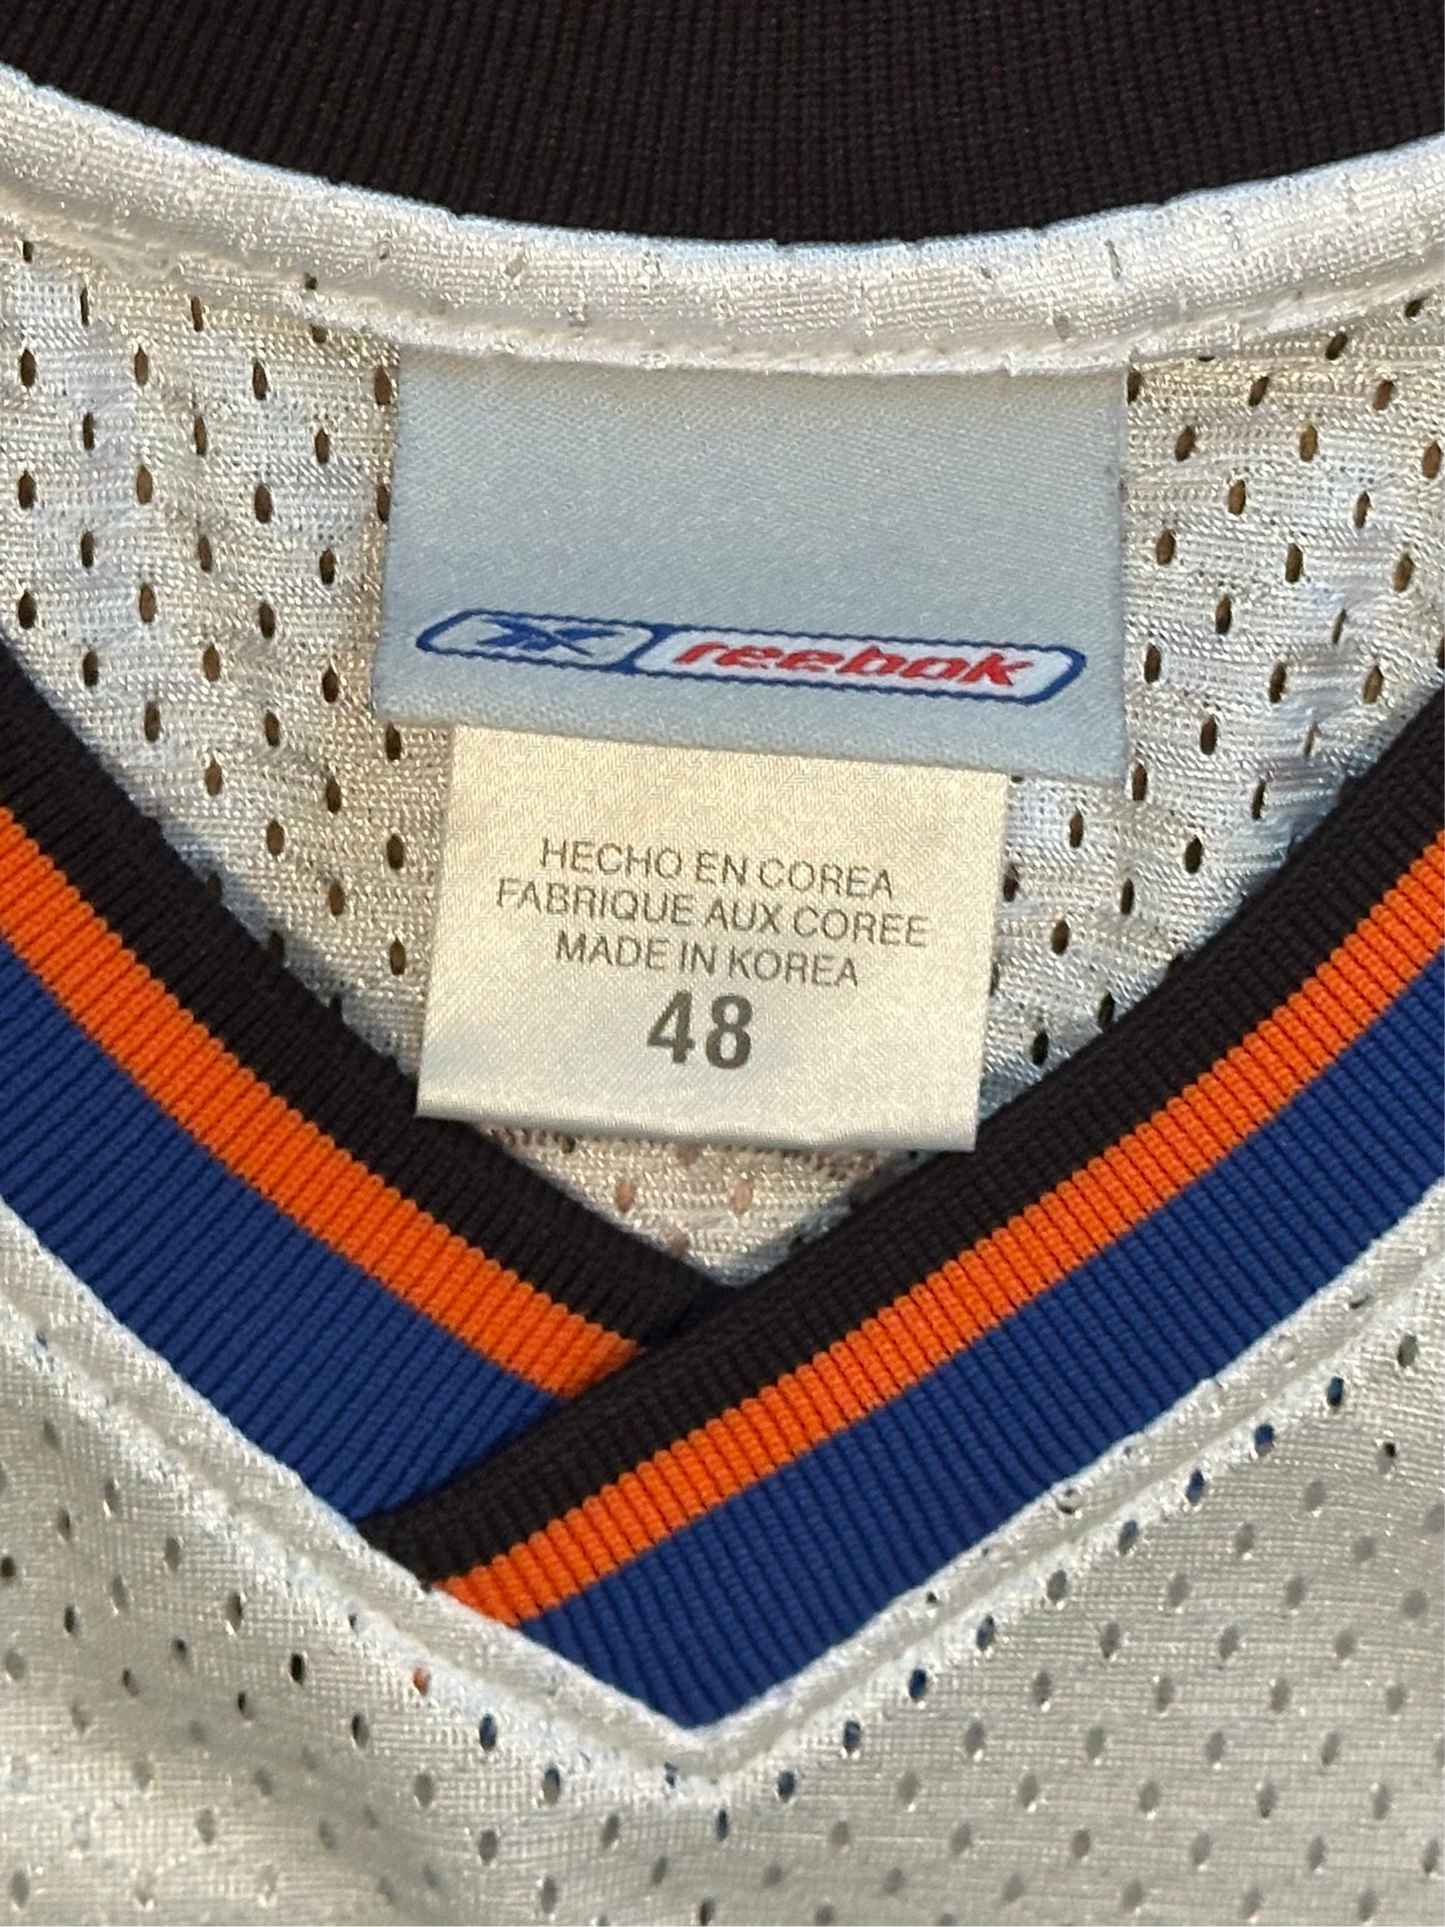 reebok
HECHO EN COREA
FABRIQUE AUX COREE
MADE IN KOREA
48